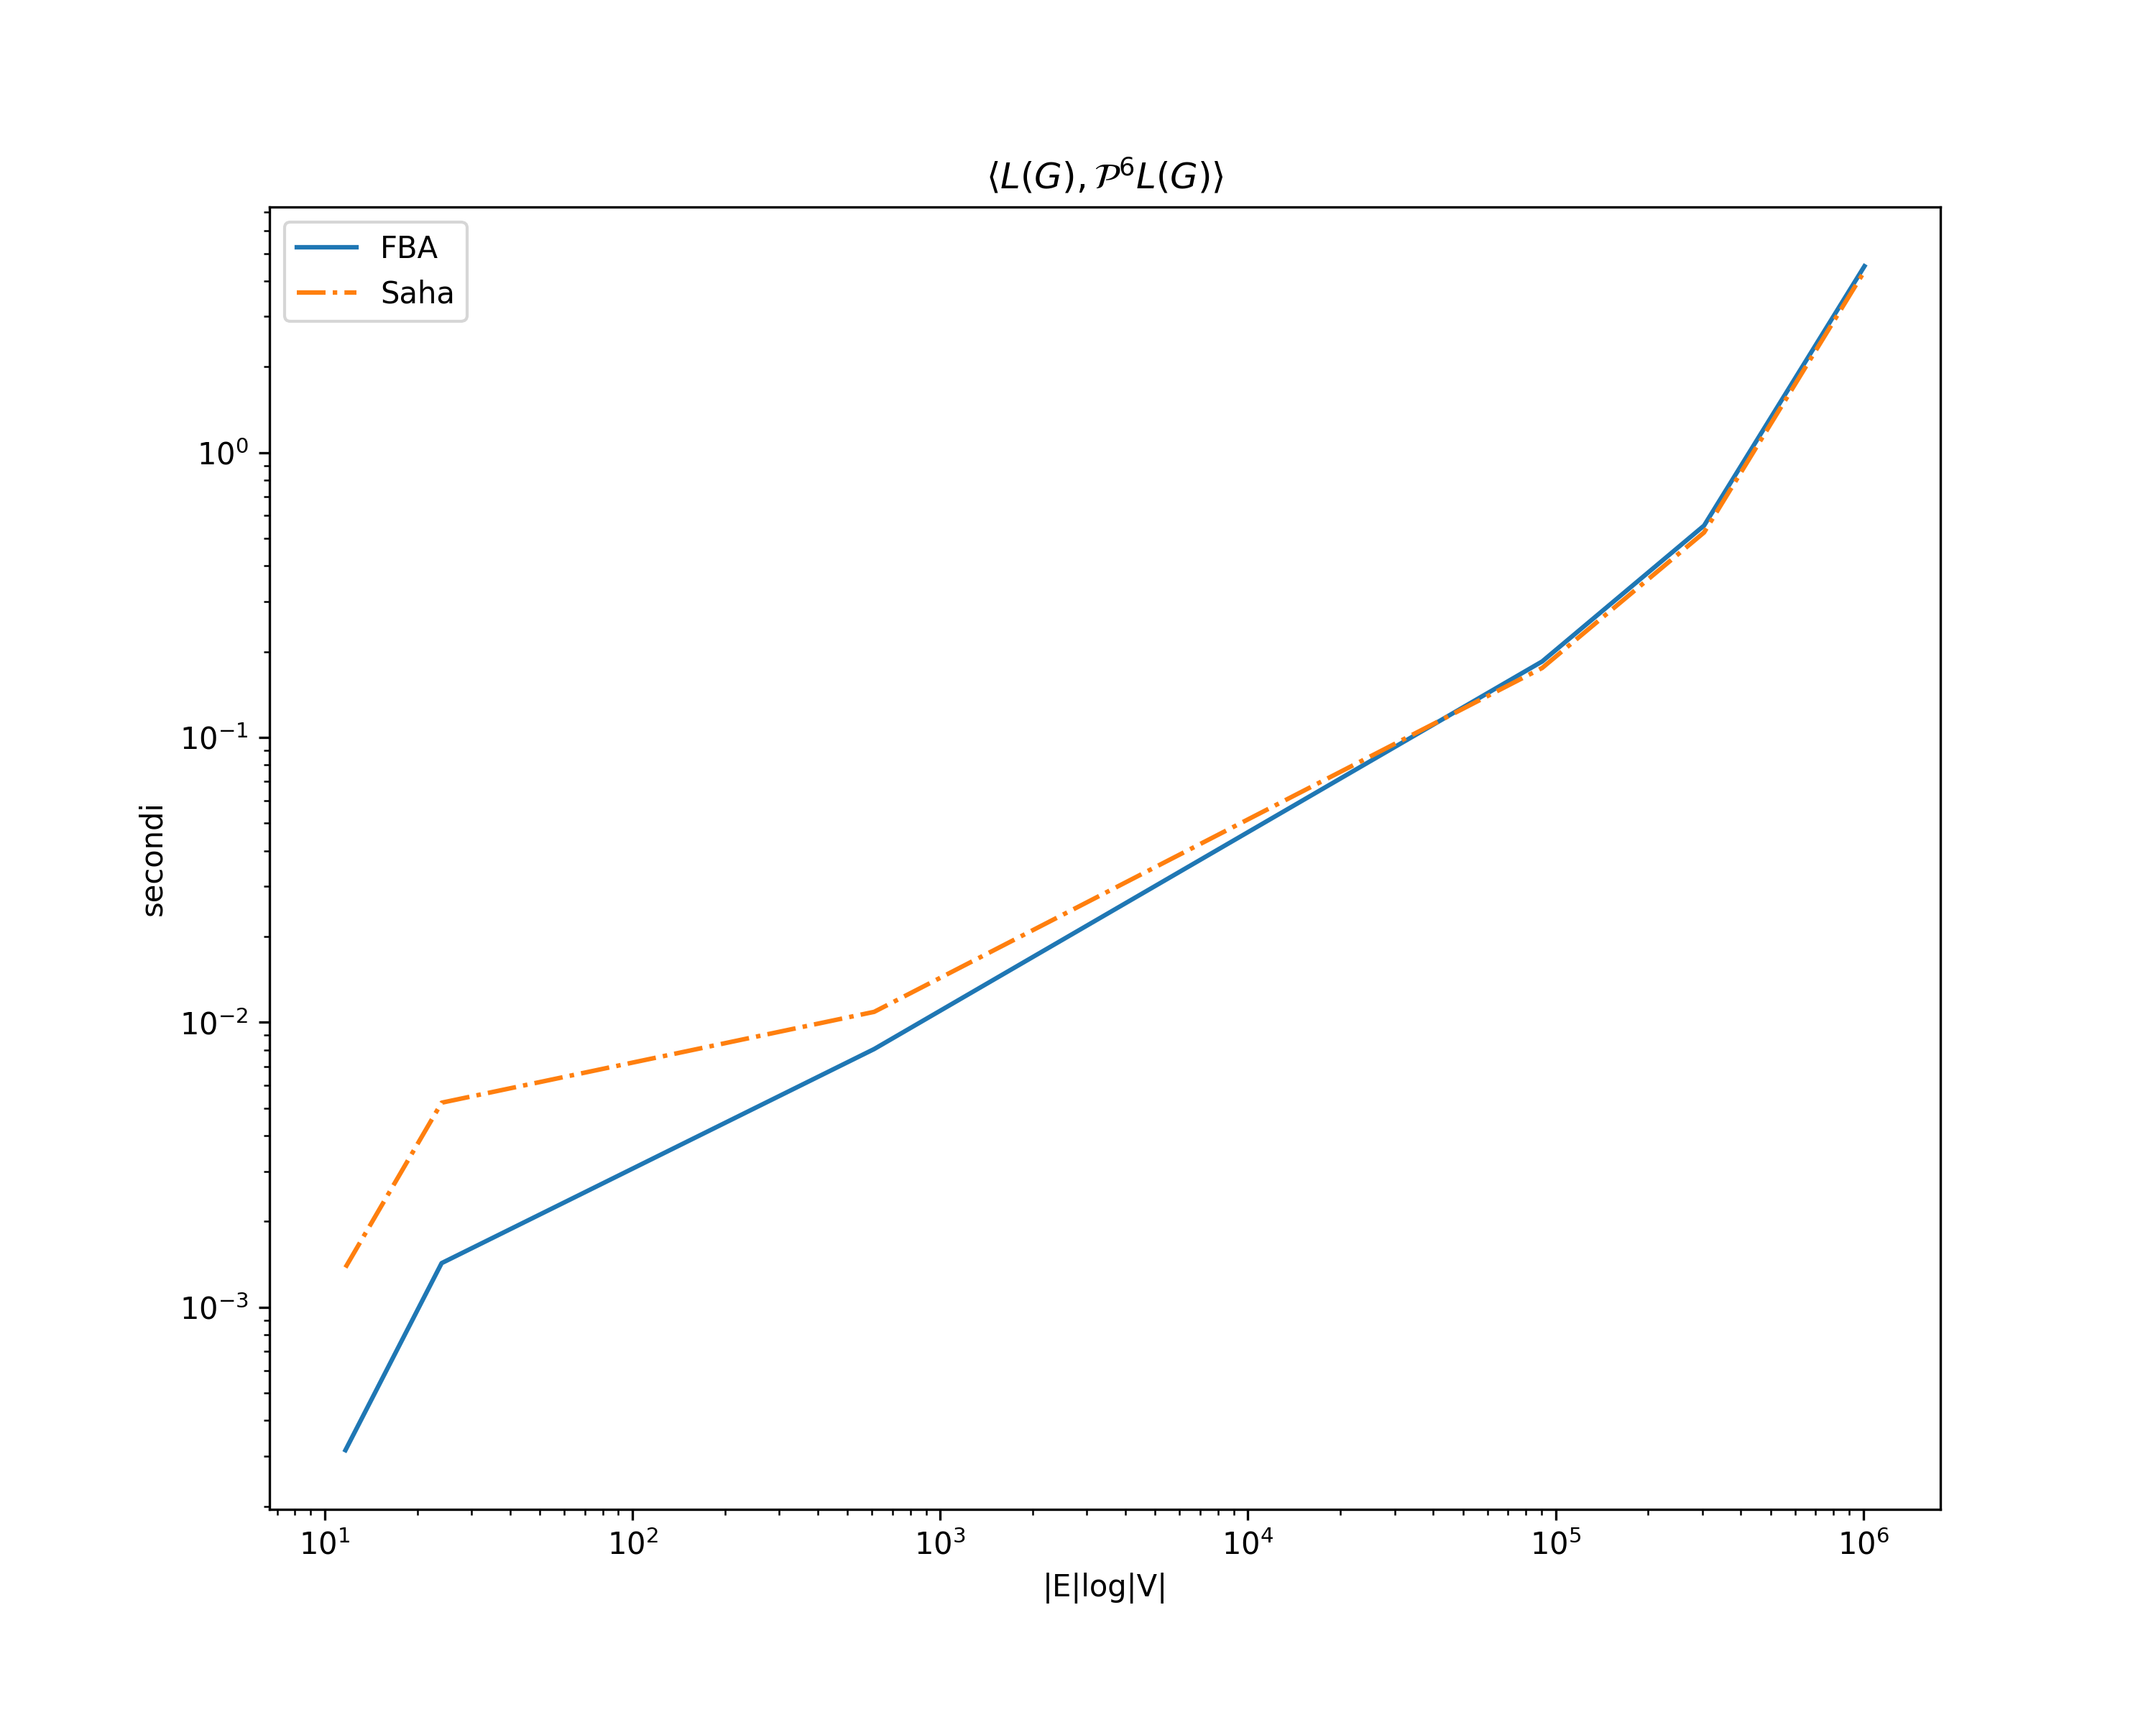 ⟨L(G), 𝒫⁶L(G)⟩
FBA
Saha
10⁰
10⁻¹
10⁻²
10⁻³
secondi
10¹ 10² 10³ 10⁴ 10⁵ 10⁶
|E|log|V|